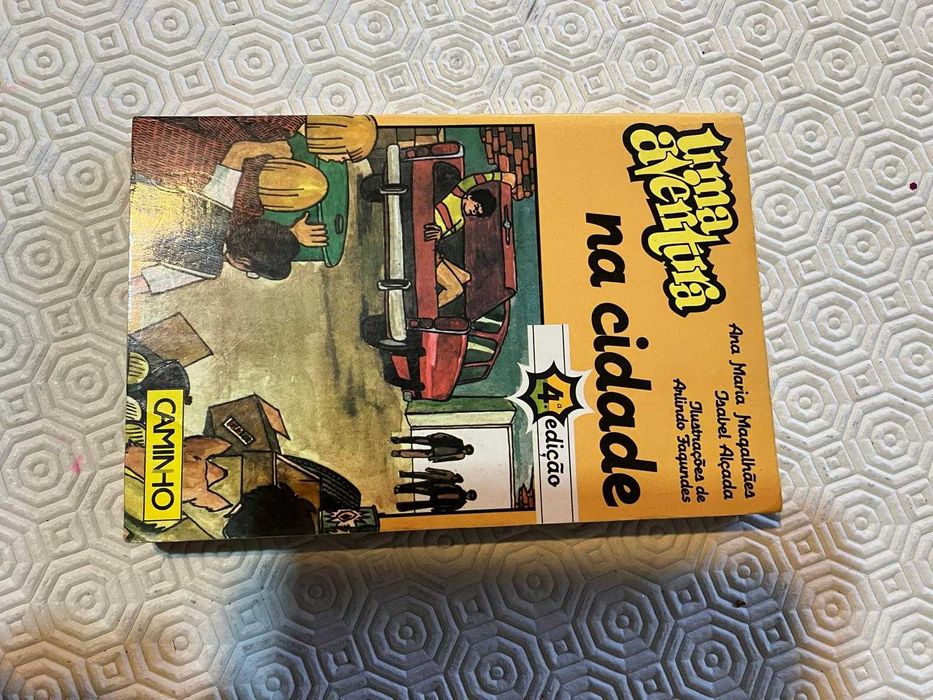 uma
aventura
na cidade
Ana Maria Magalhães
Isabel Alçada
Ilustrações de
Arlindo Fagundes
4.ª edição
CAMINHO